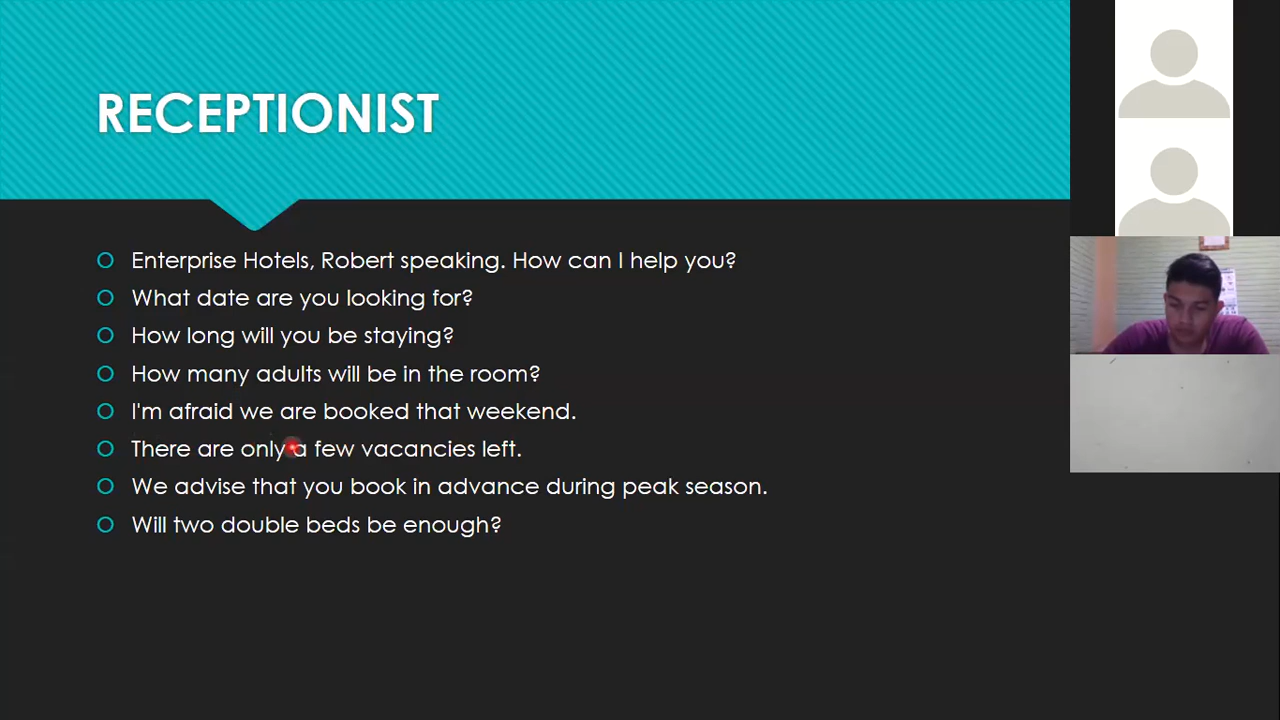 RECEPTIONIST
Enterprise Hotels, Robert speaking. How can I help you?
What date are you looking for?
How long will you be staying?
How many adults will be in the room?
I'm afraid we are booked that weekend.
There are only a few vacancies left.
We advise that you book in advance during peak season.
Will two double beds be enough?